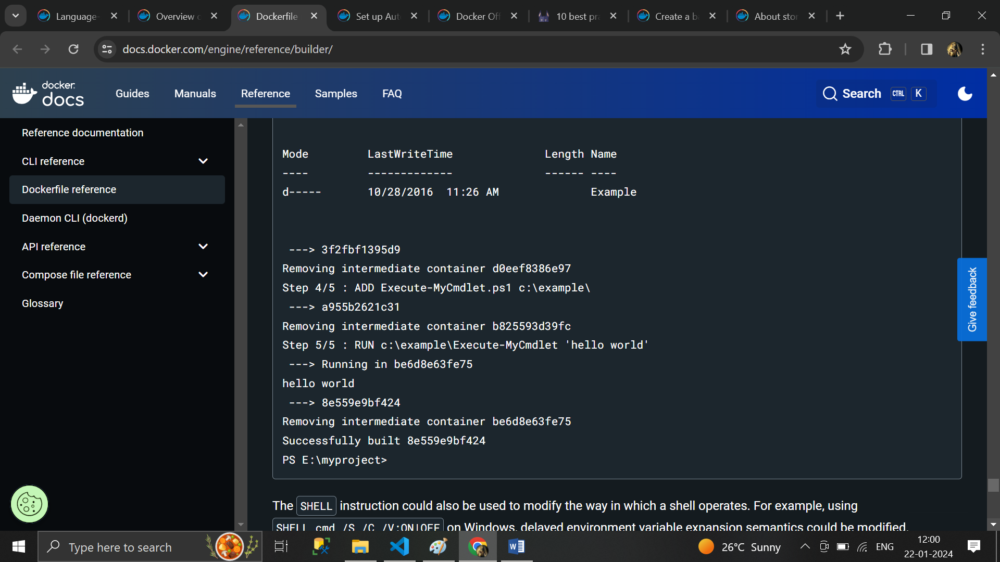 Language-
Overview c
Dockerfile
Set up Aut
Docker Off
10 best pra
Create a ba
About stor
docs.docker.com/engine/reference/builder/
docker
docs
Guides
Manuals
Reference
Samples
FAQ
Search
CTRL
K
Reference documentation
CLI reference
Dockerfile reference
Daemon CLI (dockerd)
API reference
Compose file reference
Glossary
Mode LastWriteTime Length Name
---- ------------- ------ ----
d----- 10/28/2016 11:26 AM Example
---> 3f2fbf1395d9
Removing intermediate container d0eef8386e97
Step 4/5 : ADD Execute-MyCmdlet.ps1 c:\example\
---> a955b2621c31
Removing intermediate container b825593d39fc
Step 5/5 : RUN c:\example\Execute-MyCmdlet 'hello world'
---> Running in be6d8e63fe75
hello world
---> 8e559e9bf424
Removing intermediate container be6d8e63fe75
Successfully built 8e559e9bf424
PS E:\myproject>
The SHELL instruction could also be used to modify the way in which a shell operates. For example, using
SHELL cmd /S /C /V:ON|OFF on Windows, delayed environment variable expansion semantics could be modified.
Give feedback
Type here to search
26°C Sunny
ENG
12:00
22-01-2024